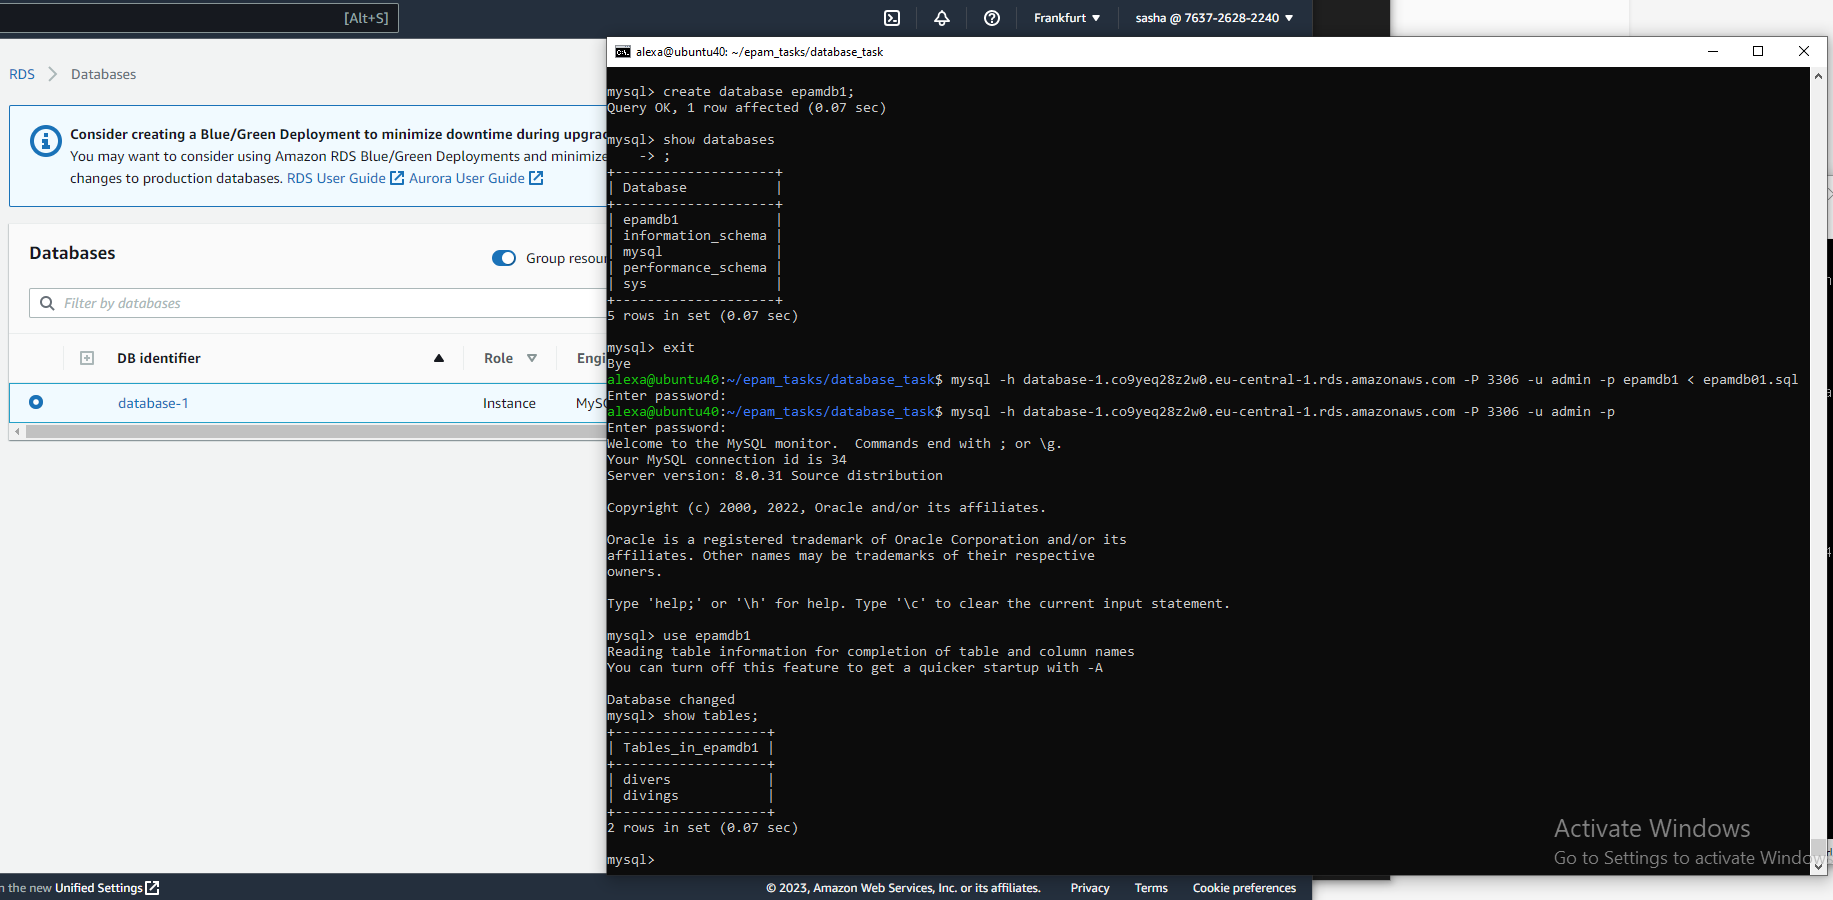 [Alt+S]
Frankfurt ▼
sasha @ 7637-2628-2240 ▼
RDS > Databases
Consider creating a Blue/Green Deployment to minimize downtime during upgra
You may want to consider using Amazon RDS Blue/Green Deployments and minimize
changes to production databases. RDS User Guide Aurora User Guide
Databases
Group resour
Filter by databases
DB identifier ▲ Role ▽ Engi
database-1 Instance MyS
n the new Unified Settings
© 2023, Amazon Web Services, Inc. or its affiliates. Privacy Terms Cookie preferences
alexa@ubuntu40: ~/epam_tasks/database_task
mysql> create database epamdb1;
Query OK, 1 row affected (0.07 sec)
mysql> show databases
    -> ;
+--------------------+
| Database           |
+--------------------+
| epamdb1            |
| information_schema |
| mysql              |
| performance_schema |
| sys                |
+--------------------+
5 rows in set (0.07 sec)
mysql> exit
Bye
alexa@ubuntu40:~/epam_tasks/database_task$ mysql -h database-1.co9yeq28z2w0.eu-central-1.rds.amazonaws.com -P 3306 -u admin -p epamdb1 < epamdb01.sql
Enter password:
alexa@ubuntu40:~/epam_tasks/database_task$ mysql -h database-1.co9yeq28z2w0.eu-central-1.rds.amazonaws.com -P 3306 -u admin -p
Enter password:
Welcome to the MySQL monitor.  Commands end with ; or \g.
Your MySQL connection id is 34
Server version: 8.0.31 Source distribution
Copyright (c) 2000, 2022, Oracle and/or its affiliates.
Oracle is a registered trademark of Oracle Corporation and/or its
affiliates. Other names may be trademarks of their respective
owners.
Type 'help;' or '\h' for help. Type '\c' to clear the current input statement.
mysql> use epamdb1
Reading table information for completion of table and column names
You can turn off this feature to get a quicker startup with -A
Database changed
mysql> show tables;
+-------------------+
| Tables_in_epamdb1 |
+-------------------+
| divers            |
| divings           |
+-------------------+
2 rows in set (0.07 sec)
mysql>
Activate Windows
Go to Settings to activate Windows